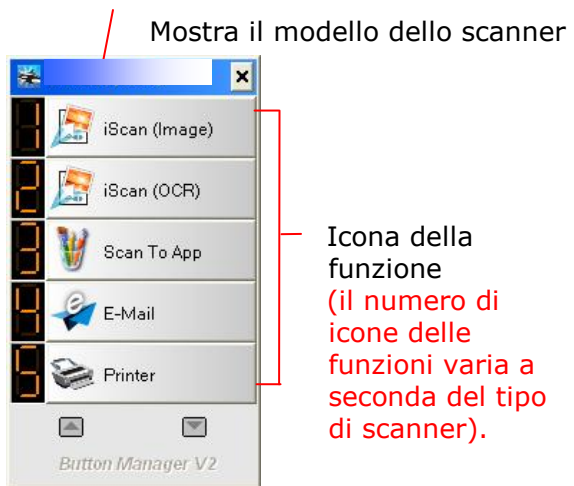 Mostra il modello dello scanner
1 iScan (Image)
2 iScan (OCR)
3 Scan To App
4 E-Mail
5 Printer
Button Manager V2
Icona della
funzione
(il numero di
icone delle
funzioni varia a
seconda del tipo
di scanner).